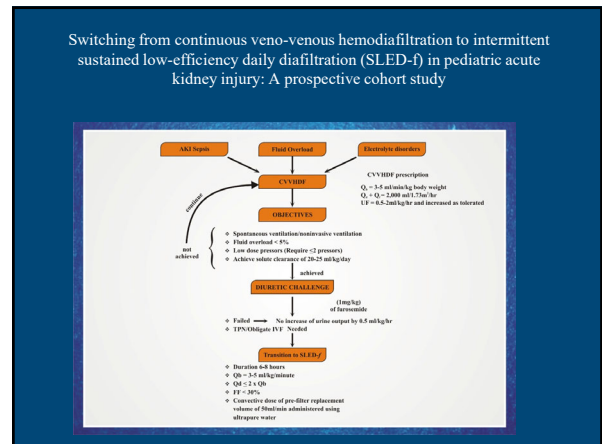 Switching from continuous veno-venous hemodiafiltration to intermittent
sustained low-efficiency daily diafiltration (SLED-f) in pediatric acute
kidney injury: A prospective cohort study
AKI Sepsis
Fluid Overload
Electrolyte disorders
CVVHDF
CVVHDF prescription
Qb = 3-5 ml/min/kg body weight
Qr + Qd = 2,000 ml/1.73m²/hr
UF = 0.5-2ml/kg/hr and increased as tolerated
continue
OBJECTIVES
not
achieved
❖ Spontaneous ventilation/noninvasive ventilation
❖ Fluid overload < 5%
❖ Low dose pressors (Require ≤2 pressors)
❖ Achieve solute clearance of 20-25 ml/kg/day
achieved
DIURETIC CHALLENGE
(1mg/kg)
of furosemide
❖ Failed → No increase of urine output by 0.5 ml/kg/hr
❖ TPN/Obligate IVF Needed
Transition to SLED-f
❖ Duration 6-8 hours
❖ Qb = 3-5 ml/kg/minute
❖ Qd ≤ 2 x Qb
❖ FF < 30%
❖ Convective dose of pre-filter replacement
volume of 50ml/min administered using
ultrapure water